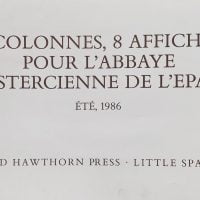 COLONNES, 8 AFFICH
POUR L'ABBAYE
STERCIENNE DE L'EPA
ÉTÉ, 1986
D HAWTHORN PRESS · LITTLE SPA